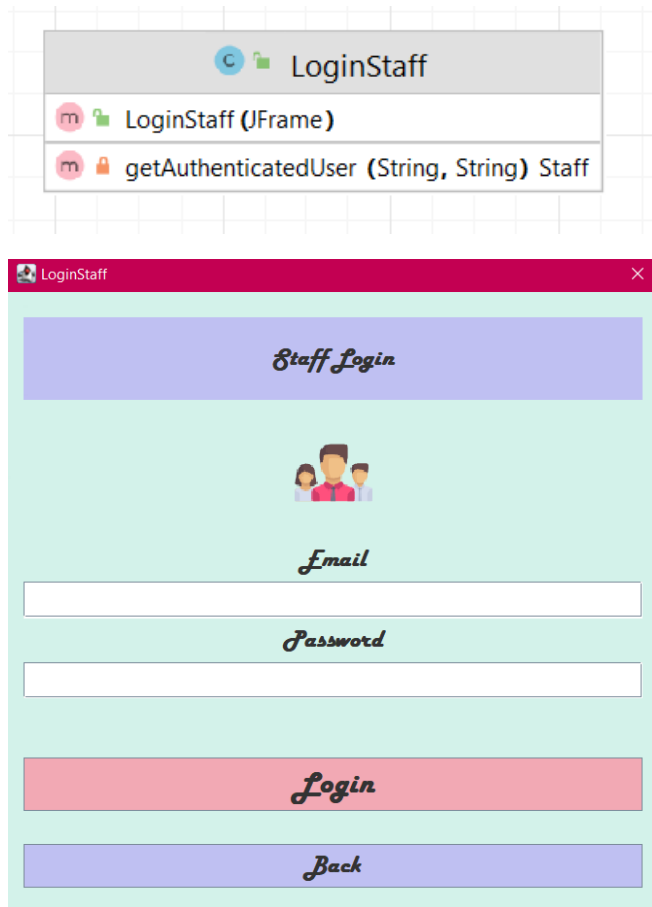 C LoginStaff
m LoginStaff (JFrame)
m getAuthenticatedUser (String, String) Staff
LoginStaff
Staff Login
Email
Password
Login
Back